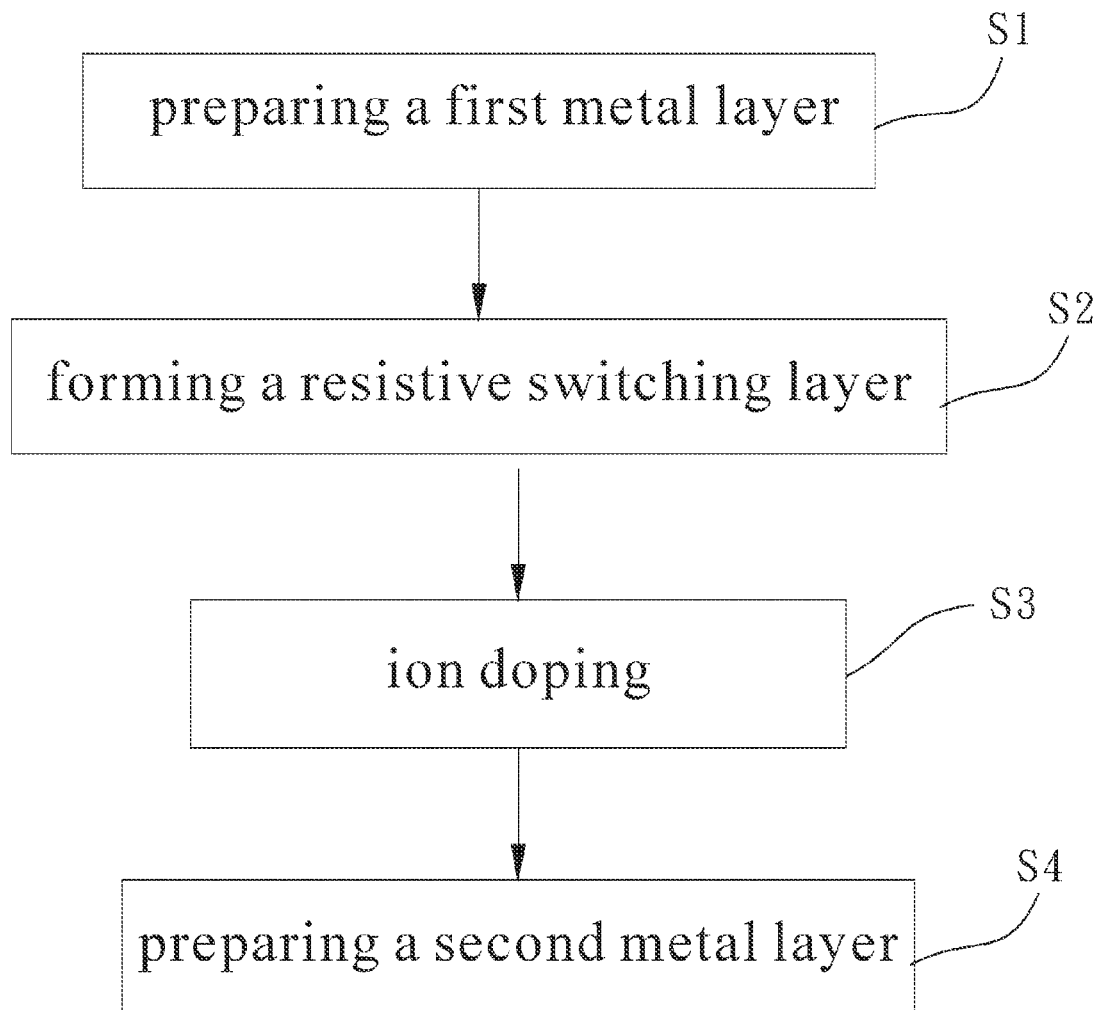 S1
preparing a first metal layer
S2
forming a resistive switching layer
S3
ion doping
S4
preparing a second metal layer